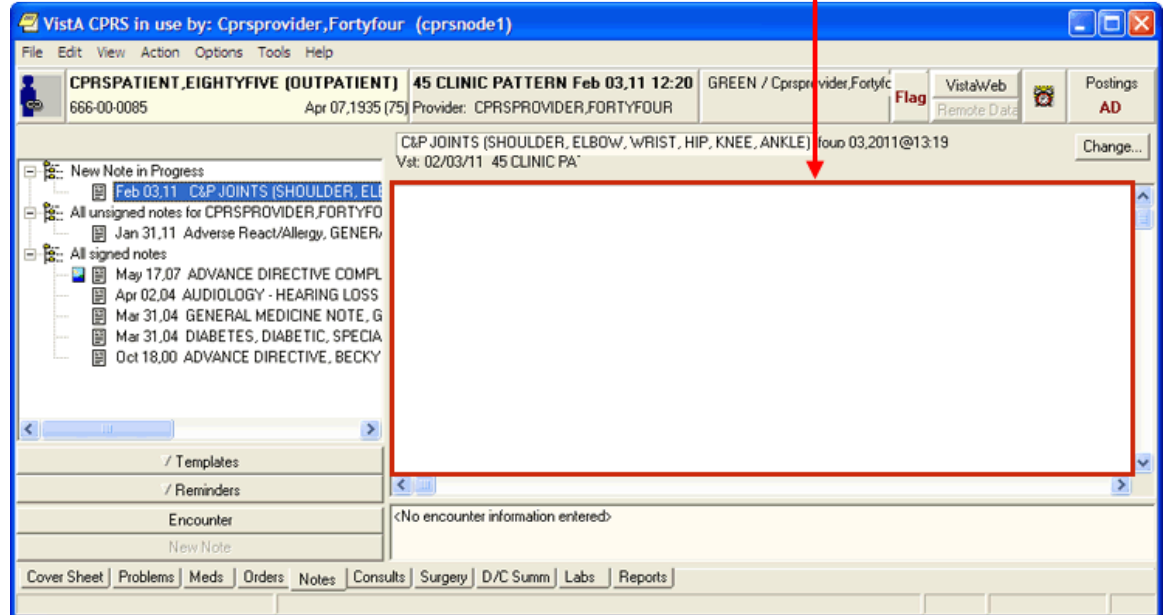 VistA CPRS in use by: Cprsprovider,Fortyfour (cprsnode1)
File Edit View Action Options Tools Help
CPRSPATIENT,EIGHTYFIVE (OUTPATIENT) 45 CLINIC PATTERN Feb 03,11 12:20 GREEN / Cprsprovider,Fortyfc Flag VistaWeb Postings
666-00-0085 Apr 07,1935 (75) Provider: CPRSPROVIDER,FORTYFOUR Remote Data AD
C&P JOINTS (SHOULDER, ELBOW, WRIST, HIP, KNEE, ANKLE) 03,2011@13:19 Change...
Vst: 02/03/11 45 CLINIC PA
New Note in Progress
Feb 03,11 C&P JOINTS (SHOULDER, ELE
All unsigned notes for CPRSPROVIDER,FORTYFO
Jan 31,11 Adverse React/Allergy, GENER
All signed notes
May 17,07 ADVANCE DIRECTIVE COMPL
Apr 02,04 AUDIOLOGY - HEARING LOSS
Mar 31,04 GENERAL MEDICINE NOTE, G
Mar 31,04 DIABETES, DIABETIC, SPECIA
Oct 18,00 ADVANCE DIRECTIVE, BECKY
/ Templates
/ Reminders
Encounter
New Note
<No encounter information entered>
Cover Sheet Problems Meds Orders Notes Consults Surgery D/C Summ Labs Reports